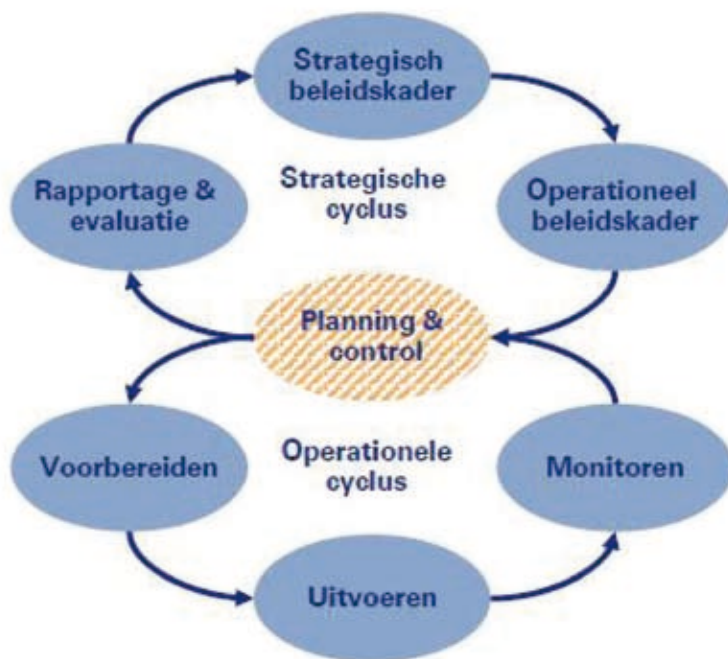 Strategisch
beleidskader
Rapportage &
evaluatie
Strategische
cyclus
Operationeel
beleidskader
Planning &
control
Voorbereiden
Operationele
cyclus
Monitoren
Uitvoeren